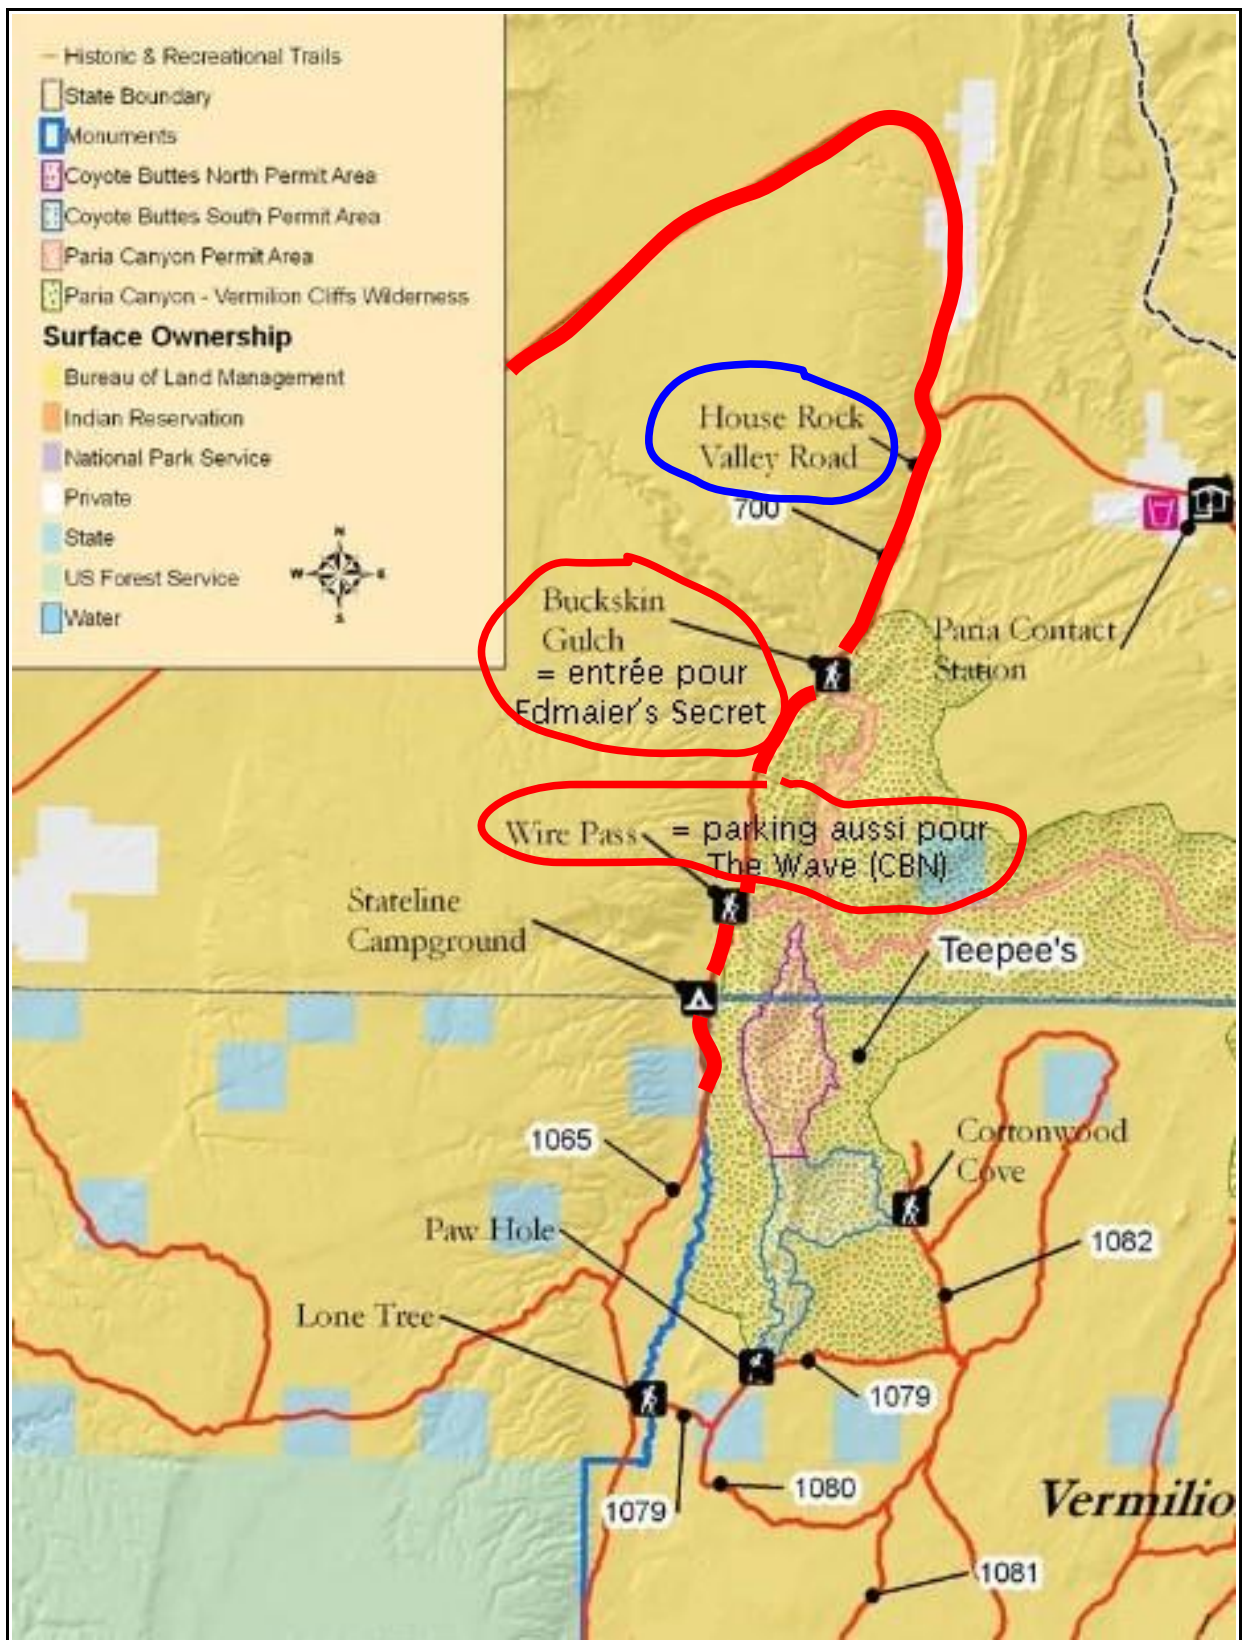 Historic & Recreational Trails
State Boundary
Monuments
Coyote Buttes North Permit Area
Coyote Buttes South Permit Area
Paria Canyon Permit Area
Paria Canyon - Vermilion Cliffs Wilderness
Surface Ownership
Bureau of Land Management
Indian Reservation
National Park Service
Private
State
US Forest Service
Water
N
W E
S
House Rock
Valley Road
700
Buckskin
Gulch
= entrée pour
Edmaier's Secret
Paria Contact
Station
Wire Pass
= parking aussi pour
The Wave (CBN)
Stateline
Campground
Teepee's
1065
Cottonwood
Cove
Paw Hole
1082
Lone Tree
1079
1080
1079
Vermilio
1081